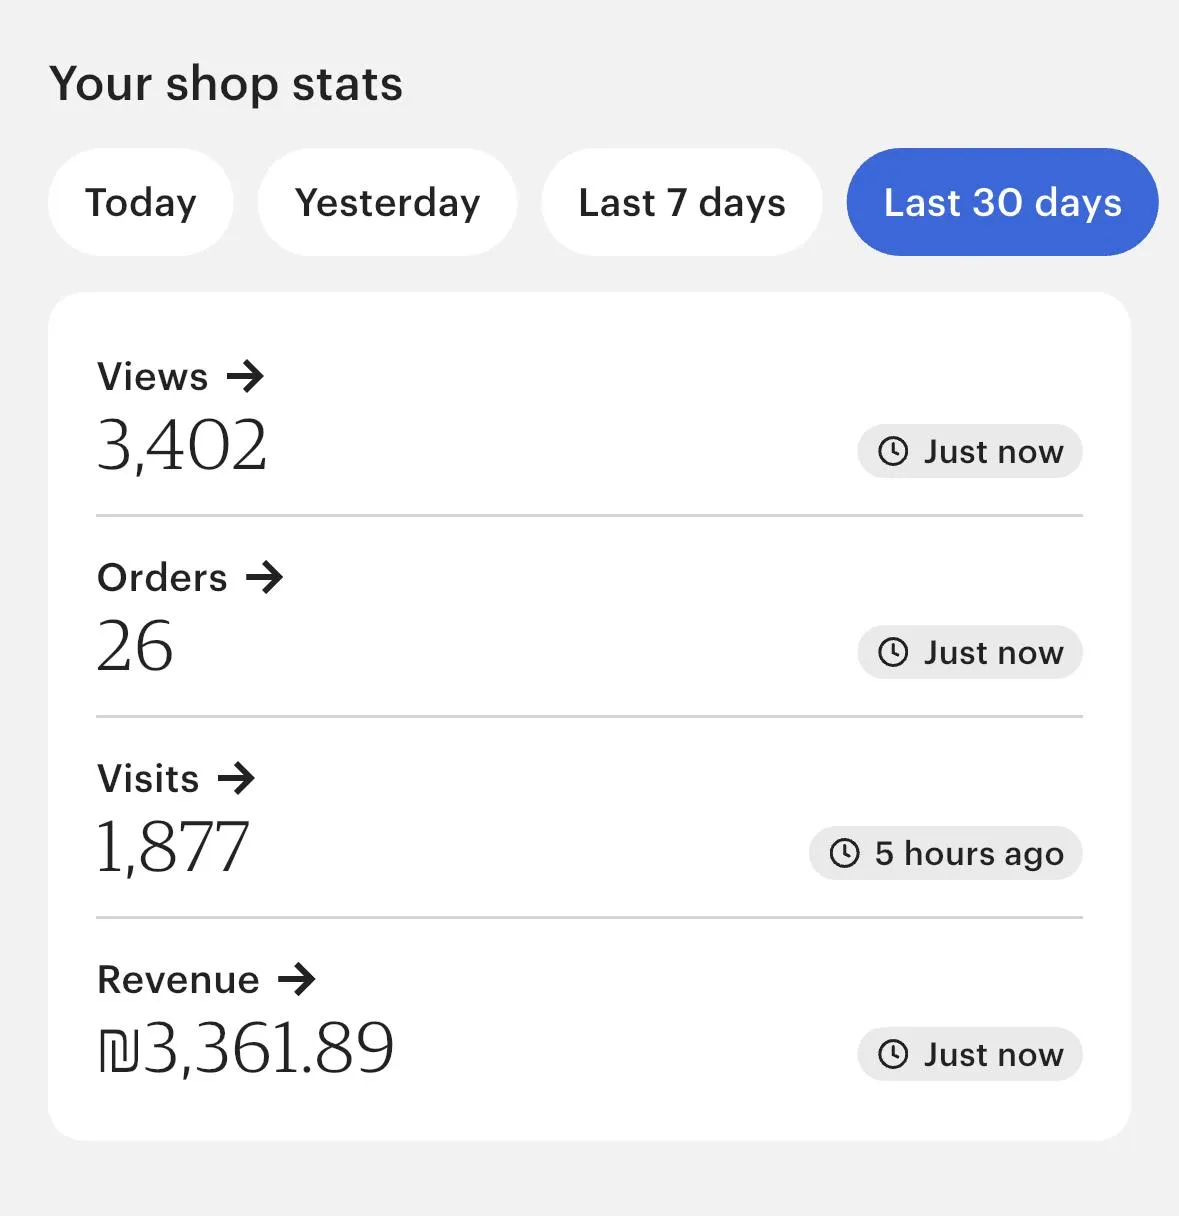 Your shop stats
Today Yesterday Last 7 days Last 30 days
Views →
3,402
Just now
Orders →
26
Just now
Visits →
1,877
5 hours ago
Revenue →
₪3,361.89
Just now